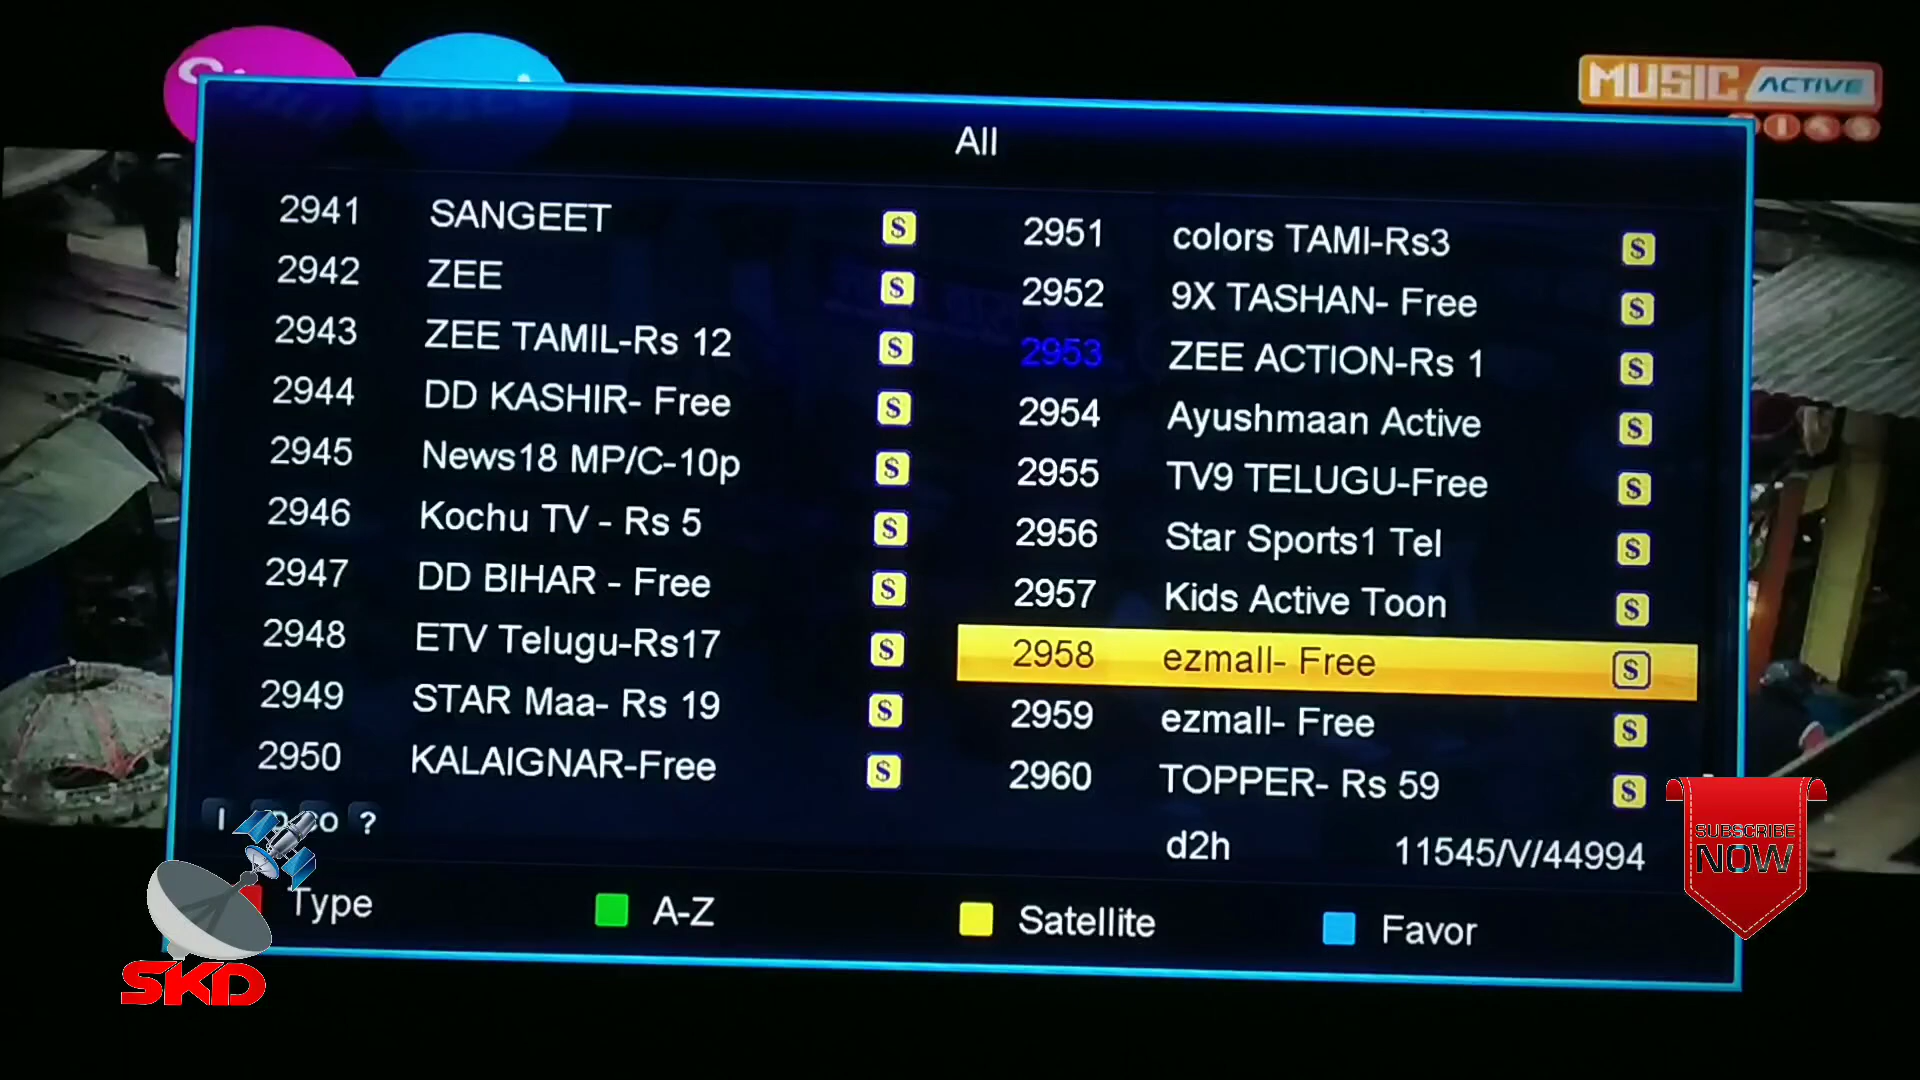 MUSIC ACTIVE
All
2941 SANGEET S
2942 ZEE S
2943 ZEE TAMIL-Rs 12 S
2944 DD KASHIR- Free S
2945 News18 MP/C-10p S
2946 Kochu TV - Rs 5 S
2947 DD BIHAR - Free S
2948 ETV Telugu-Rs17 S
2949 STAR Maa- Rs 19 S
2950 KALAIGNAR-Free S
2951 colors TAMI-Rs3 S
2952 9X TASHAN- Free S
2953 ZEE ACTION-Rs 1 S
2954 Ayushmaan Active S
2955 TV9 TELUGU-Free S
2956 Star Sports1 Tel S
2957 Kids Active Toon S
2958 ezmall- Free S
2959 ezmall- Free S
2960 TOPPER- Rs 59 S
d2h 11545/V/44994
?
Type A-Z Satellite Favor
SKD
SUBSCRIBE
NOW